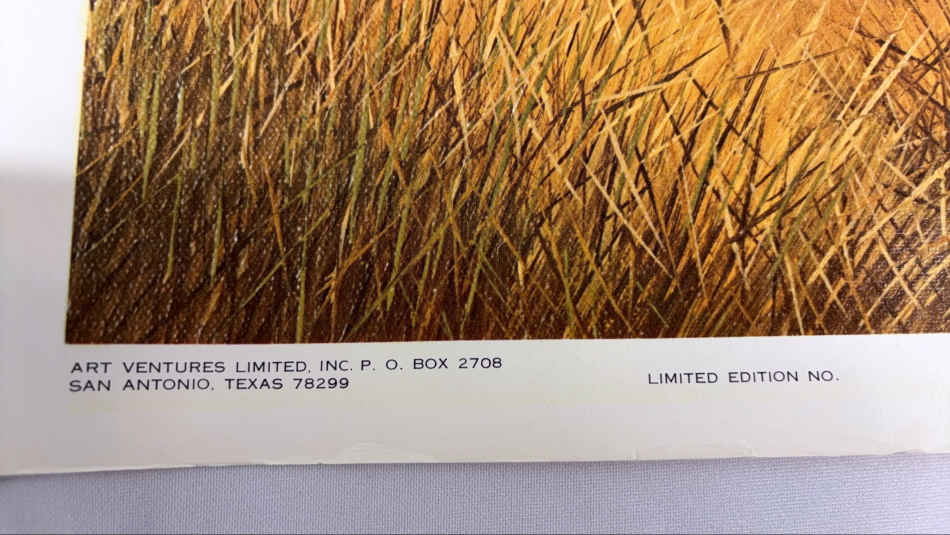 ART VENTURES LIMITED, INC. P. O. BOX 2708
SAN ANTONIO, TEXAS 78299
LIMITED EDITION NO.